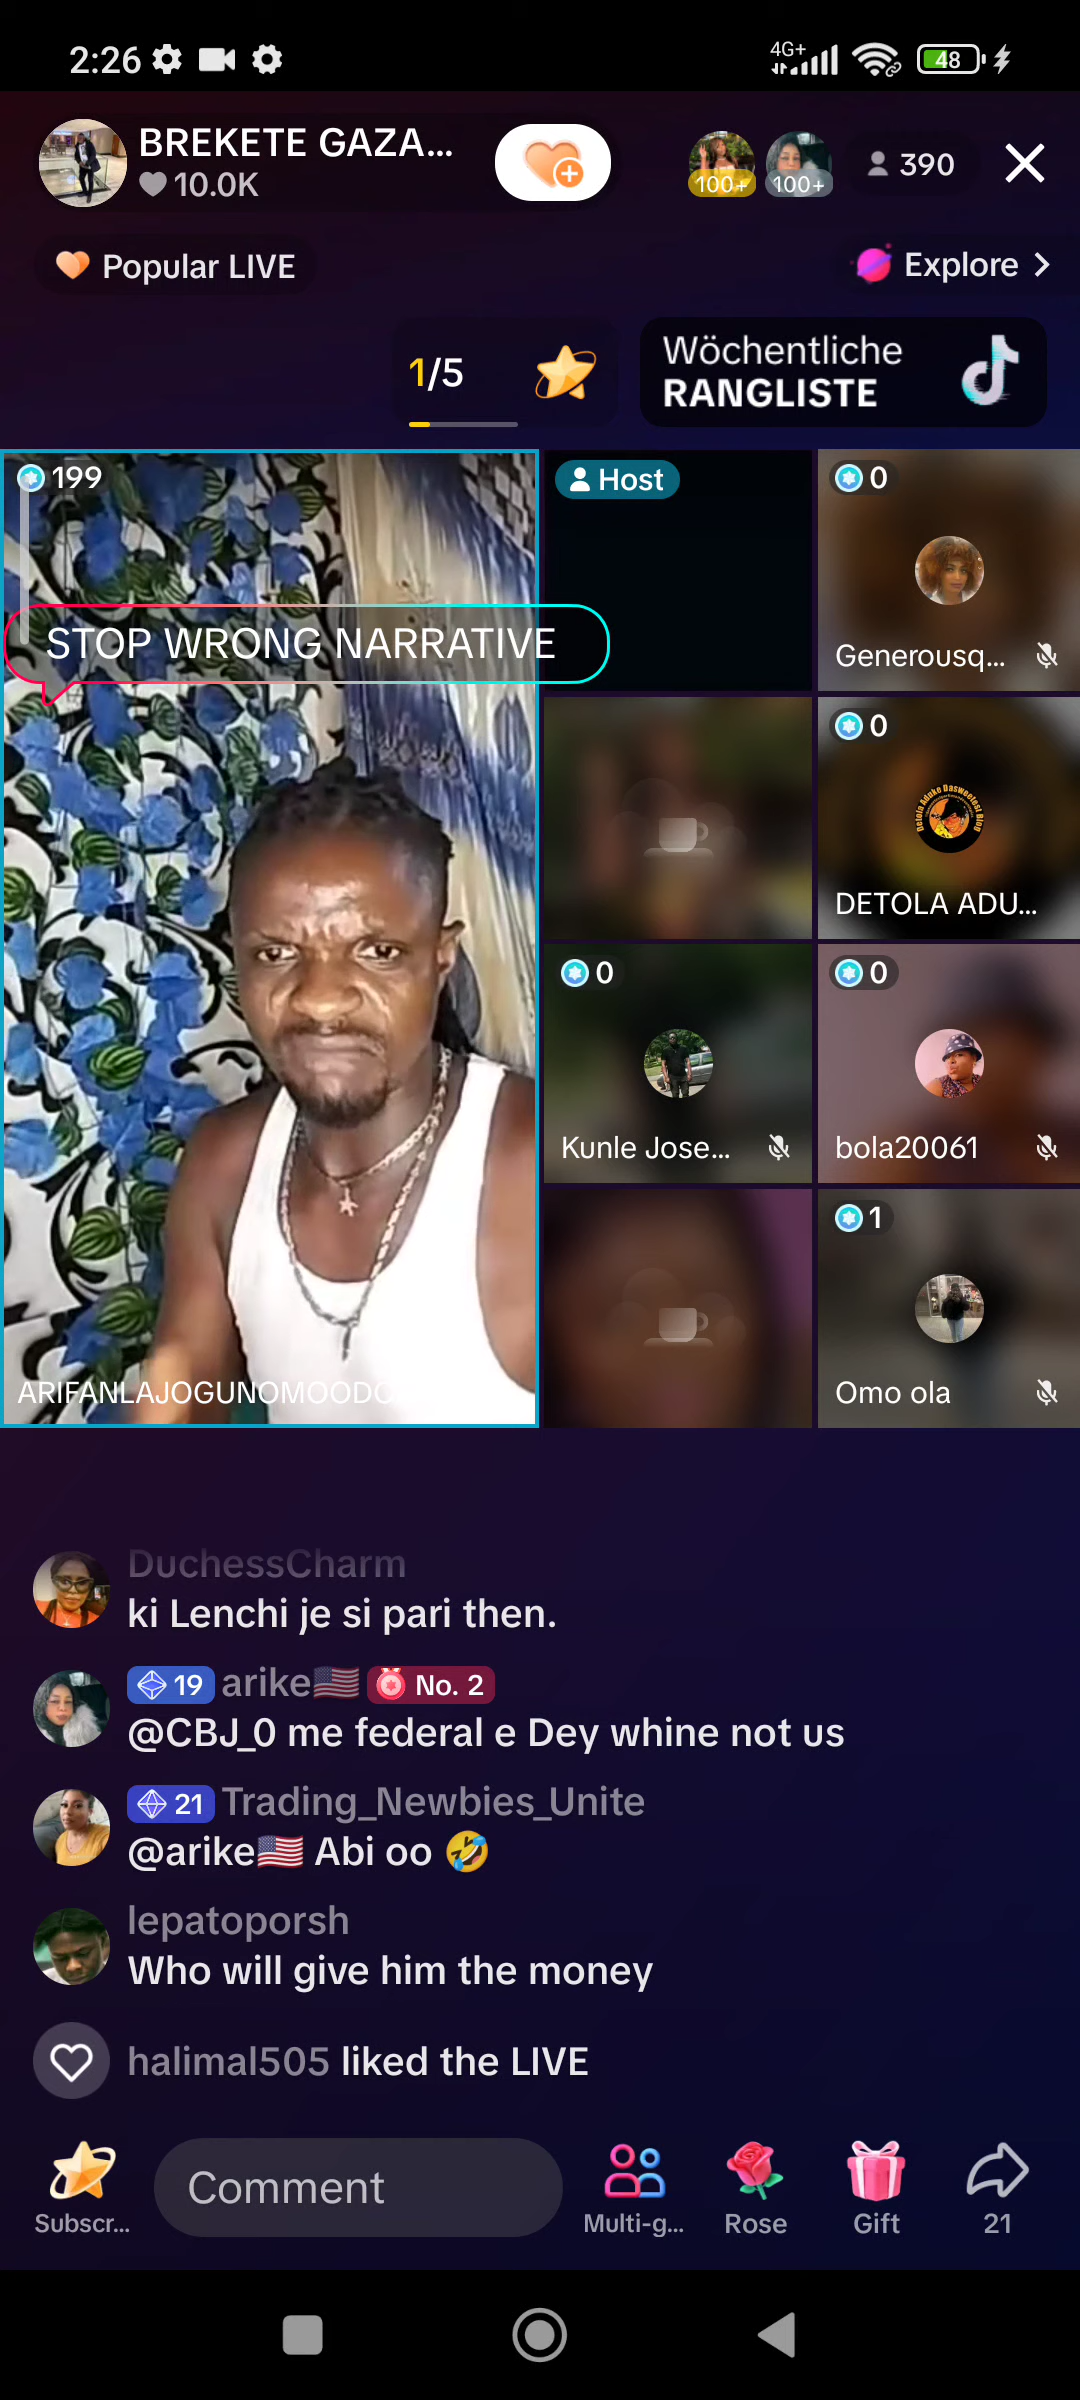 2:26
4G+
48
BREKETE GAZA...
10.0K
100+
100+
390
Popular LIVE
Explore
1/5
Wöchentliche
RANGLISTE
199
Host
0
STOP WRONG NARRATIVE
Generousq...
0
Detola Aduke Dasweetest Blog
DETOLA ADU...
0
0
Kunle Jose...
bola20061
1
ARIFANLAJOGUNOMOODO
Omo ola
DuchessCharm
ki Lenchi je si pari then.
19 arike🇺🇸 No. 2
@CBJ_0 me federal e Dey whine not us
21 Trading_Newbies_Unite
@arike🇺🇸 Abi oo 🤣
lepatoporsh
Who will give him the money
halimal505 liked the LIVE
Comment
Subscr...
Multi-g...
Rose
Gift
21